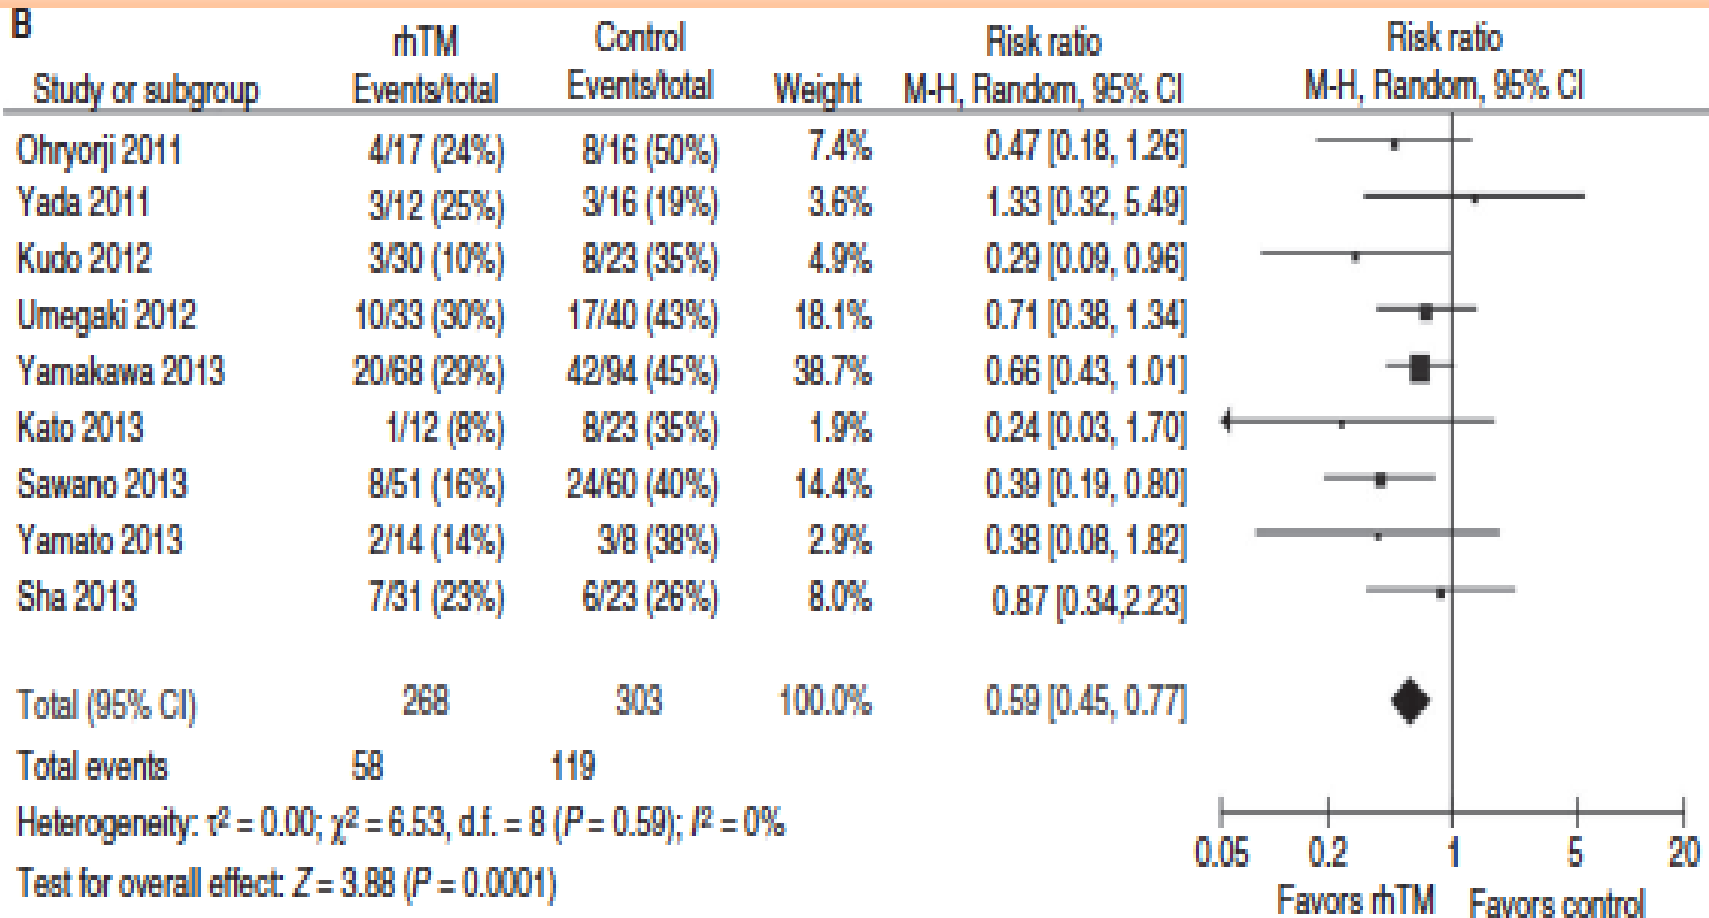 B
rhTM Control Risk ratio Risk ratio
Study or subgroup Events/total Events/total Weight M-H, Random, 95% CI M-H, Random, 95% CI
Ohryorji 2011 4/17 (24%) 8/16 (50%) 7.4% 0.47 [0.18, 1.26]
Yada 2011 3/12 (25%) 3/16 (19%) 3.6% 1.33 [0.32, 5.49]
Kudo 2012 3/30 (10%) 8/23 (35%) 4.9% 0.29 [0.09, 0.96]
Umegaki 2012 10/33 (30%) 17/40 (43%) 18.1% 0.71 [0.38, 1.34]
Yamakawa 2013 20/68 (29%) 42/94 (45%) 38.7% 0.66 [0.43, 1.01]
Kato 2013 1/12 (8%) 8/23 (35%) 1.9% 0.24 [0.03, 1.70]
Sawano 2013 8/51 (16%) 24/60 (40%) 14.4% 0.39 [0.19, 0.80]
Yamato 2013 2/14 (14%) 3/8 (38%) 2.9% 0.38 [0.08, 1.82]
Sha 2013 7/31 (23%) 6/23 (26%) 8.0% 0.87 [0.34,2.23]
Total (95% CI) 268 303 100.0% 0.59 [0.45, 0.77]
Total events 58 119
Heterogeneity: τ² = 0.00; χ² = 6.53, d.f. = 8 (P = 0.59); I² = 0%
Test for overall effect: Z = 3.88 (P = 0.0001)
0.05 0.2 1 5 20
Favors rhTM Favors control